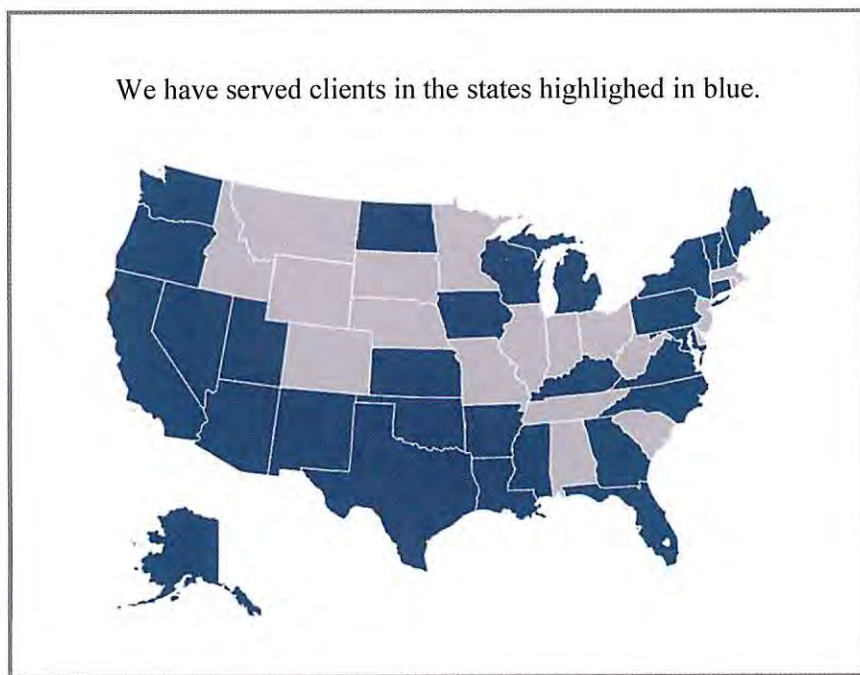 We have served clients in the states highlighed in blue.